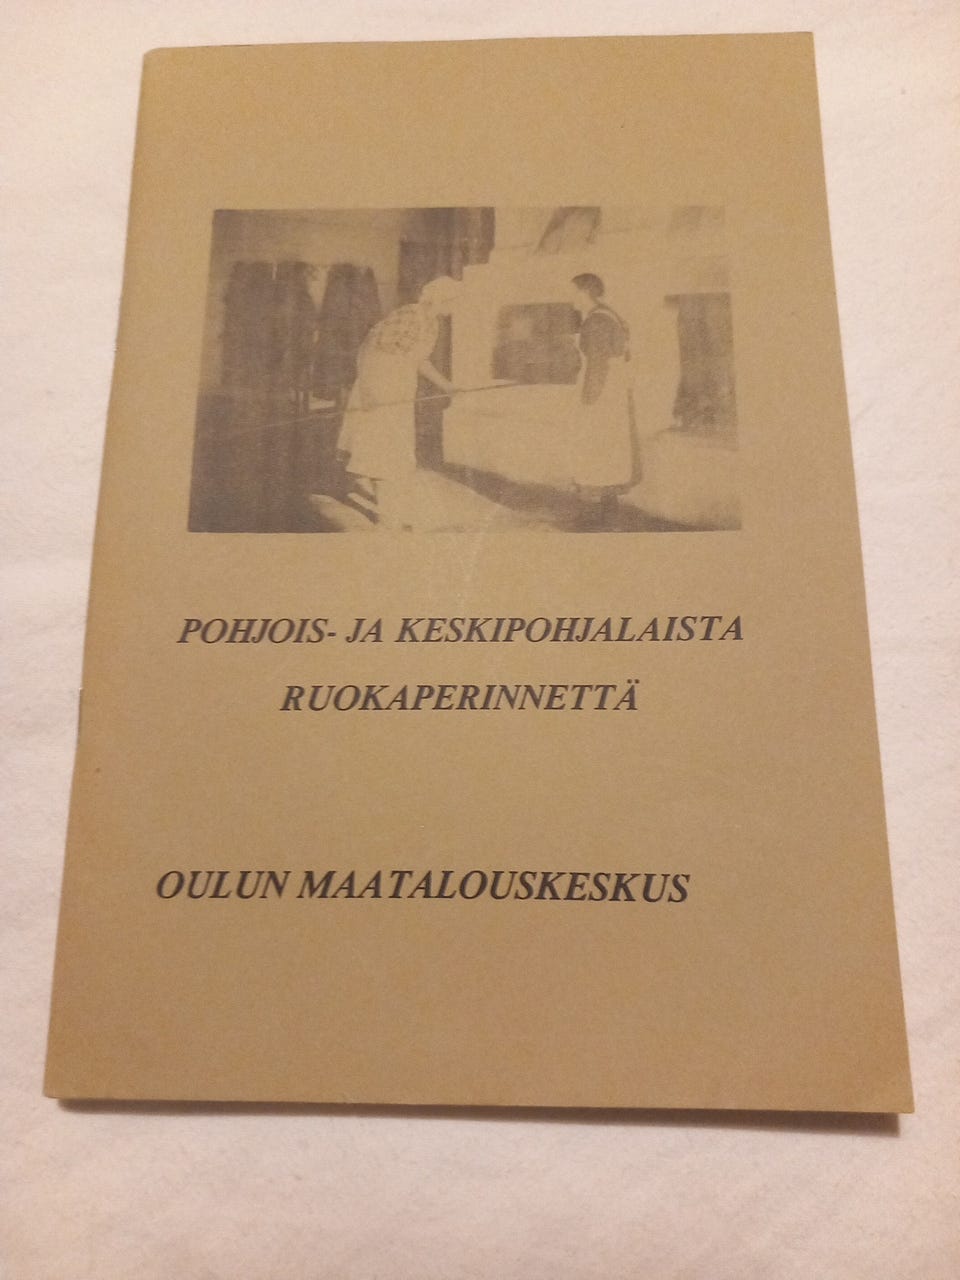 POHJOIS- JA KESKIPOHJALAISTA
RUOKAPERINNETTÄ
OULUN MAATALOUSKESKUS